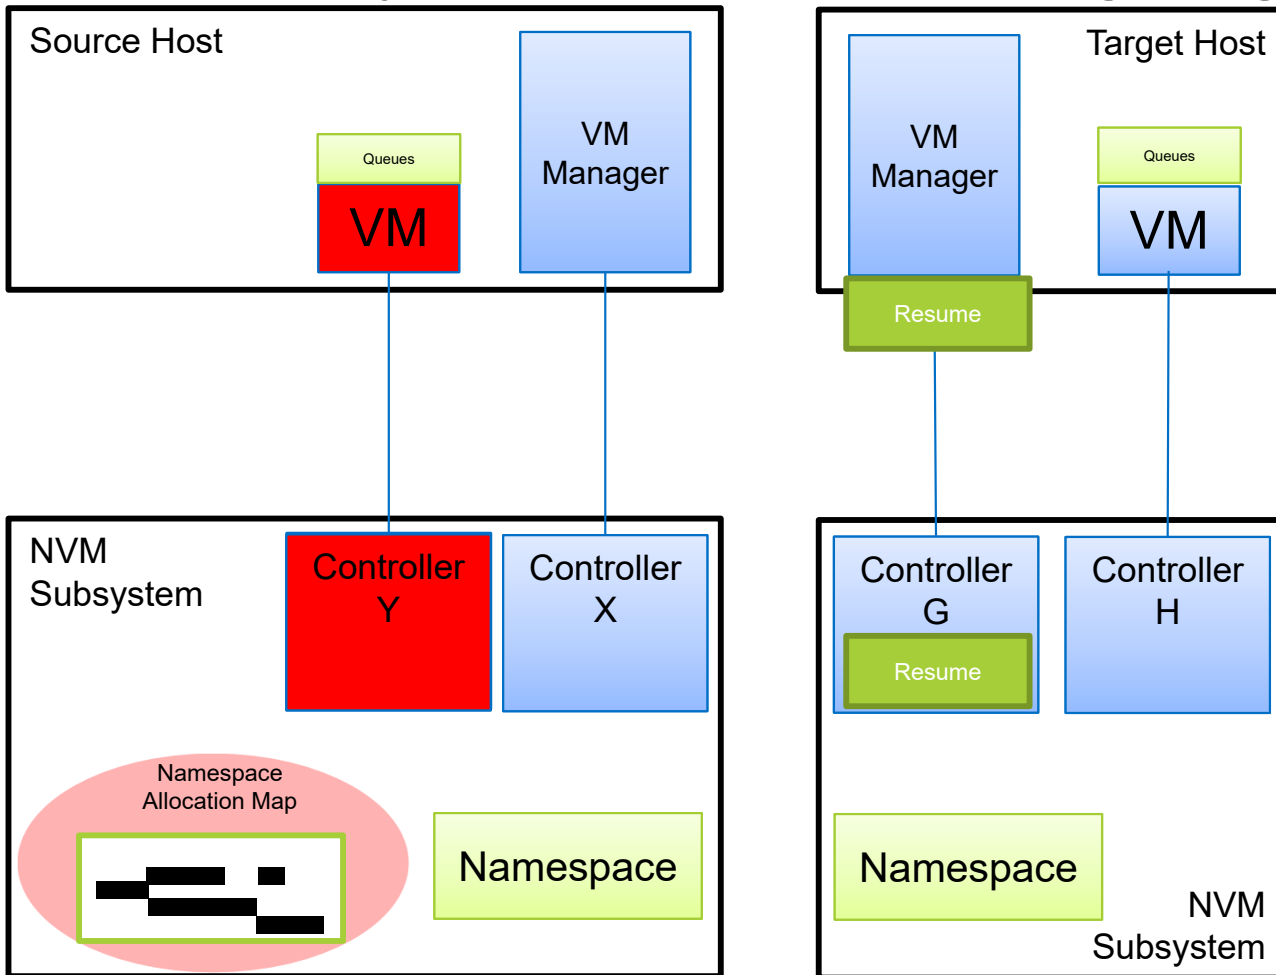 Source Host
Queues
VM
VM
Manager
Target Host
VM
Manager
Queues
VM
Resume
NVM
Subsystem
Controller
Y
Controller
X
Namespace
Allocation Map
Namespace
Controller
G
Resume
Controller
H
Namespace
NVM
Subsystem